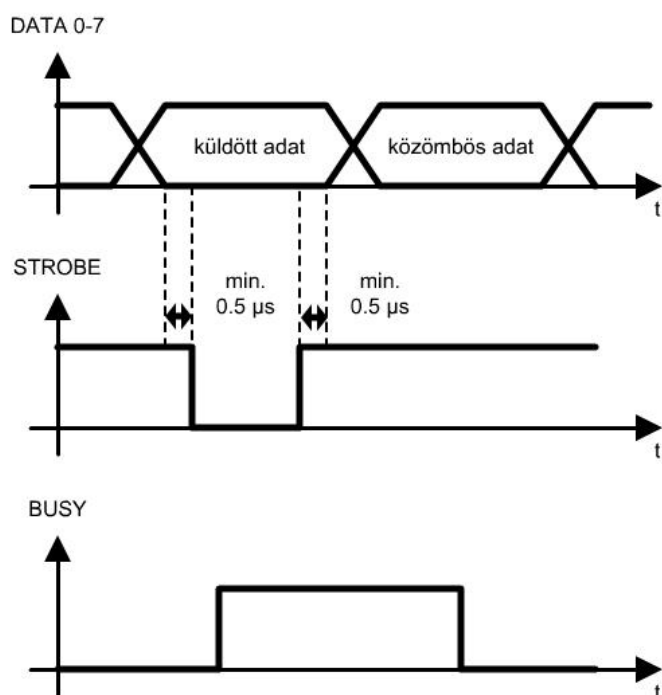 DATA 0-7
küldött adat
közömbös adat
t
STROBE
min.
0.5 µs
min.
0.5 µs
t
BUSY
t